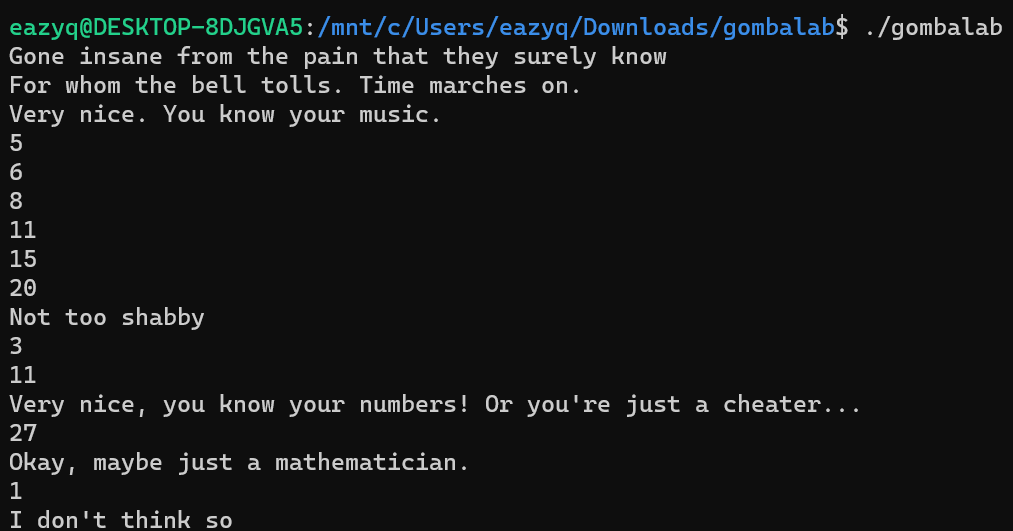 eazyq@DESKTOP-8DJGVA5:/mnt/c/Users/eazyq/Downloads/gombalab$ ./gombalab
Gone insane from the pain that they surely know
For whom the bell tolls. Time marches on.
Very nice. You know your music.
5
6
8
11
15
20
Not too shabby
3
11
Very nice, you know your numbers! Or you're just a cheater...
27
Okay, maybe just a mathematician.
1
I don't think so